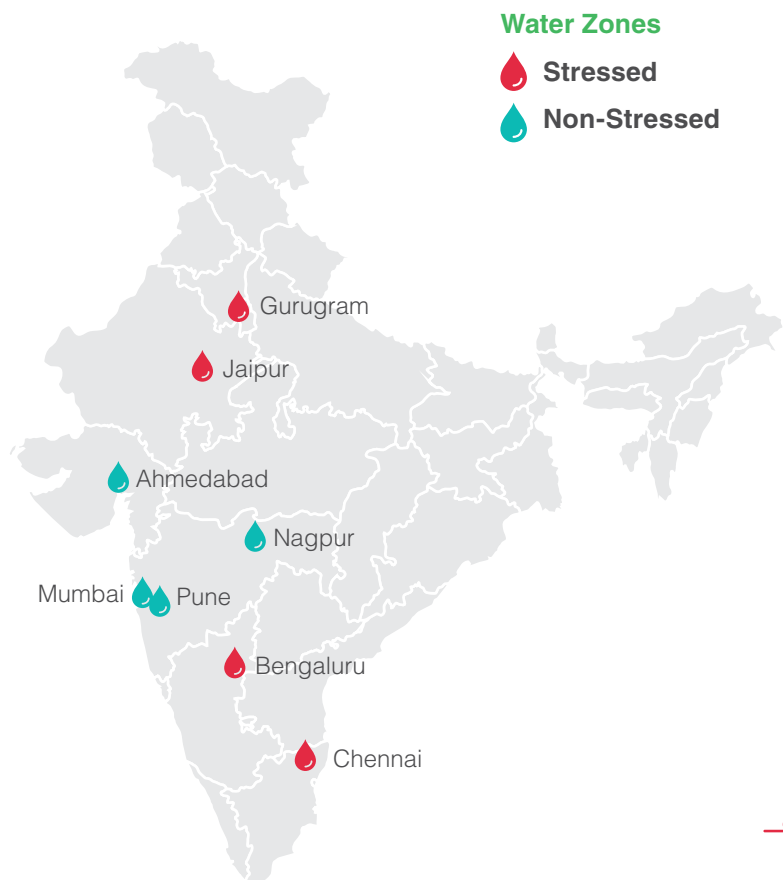 Water Zones
Stressed
Non-Stressed
Gurugram
Jaipur
Ahmedabad
Nagpur
Mumbai
Pune
Bengaluru
Chennai